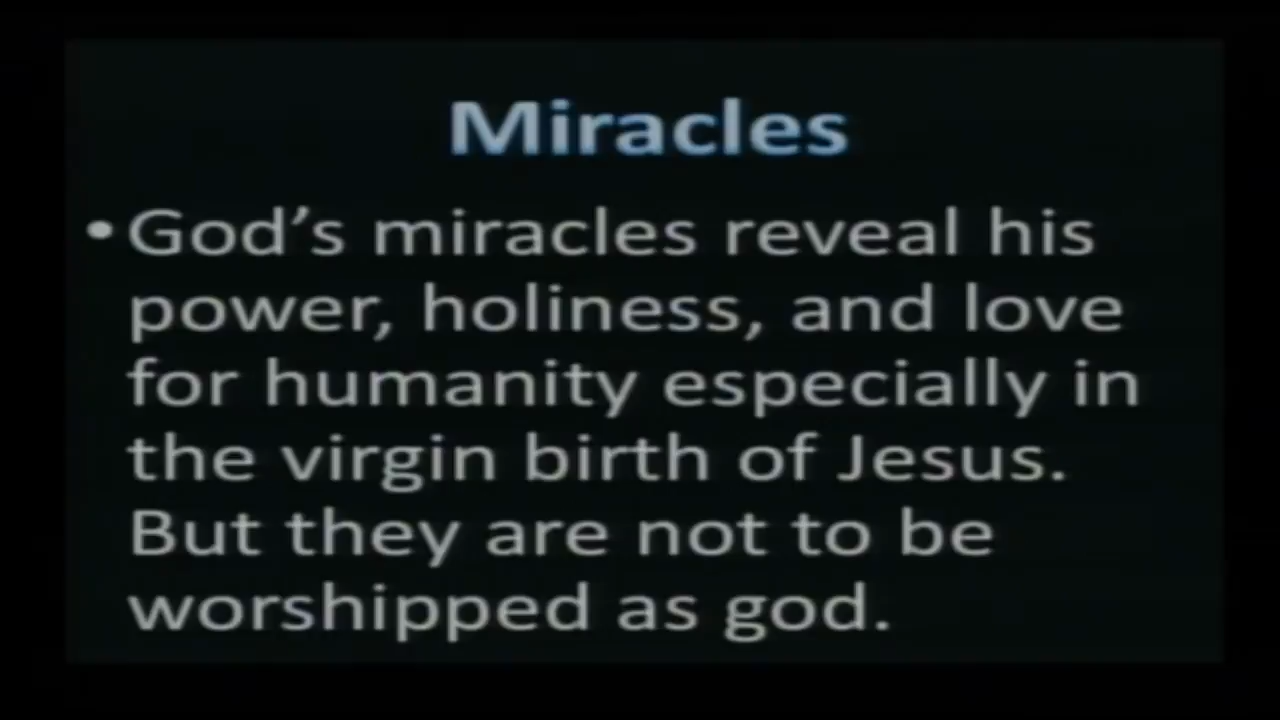 Miracles
•God’s miracles reveal his
power, holiness, and love
for humanity especially in
the virgin birth of Jesus.
But they are not to be
worshipped as god.